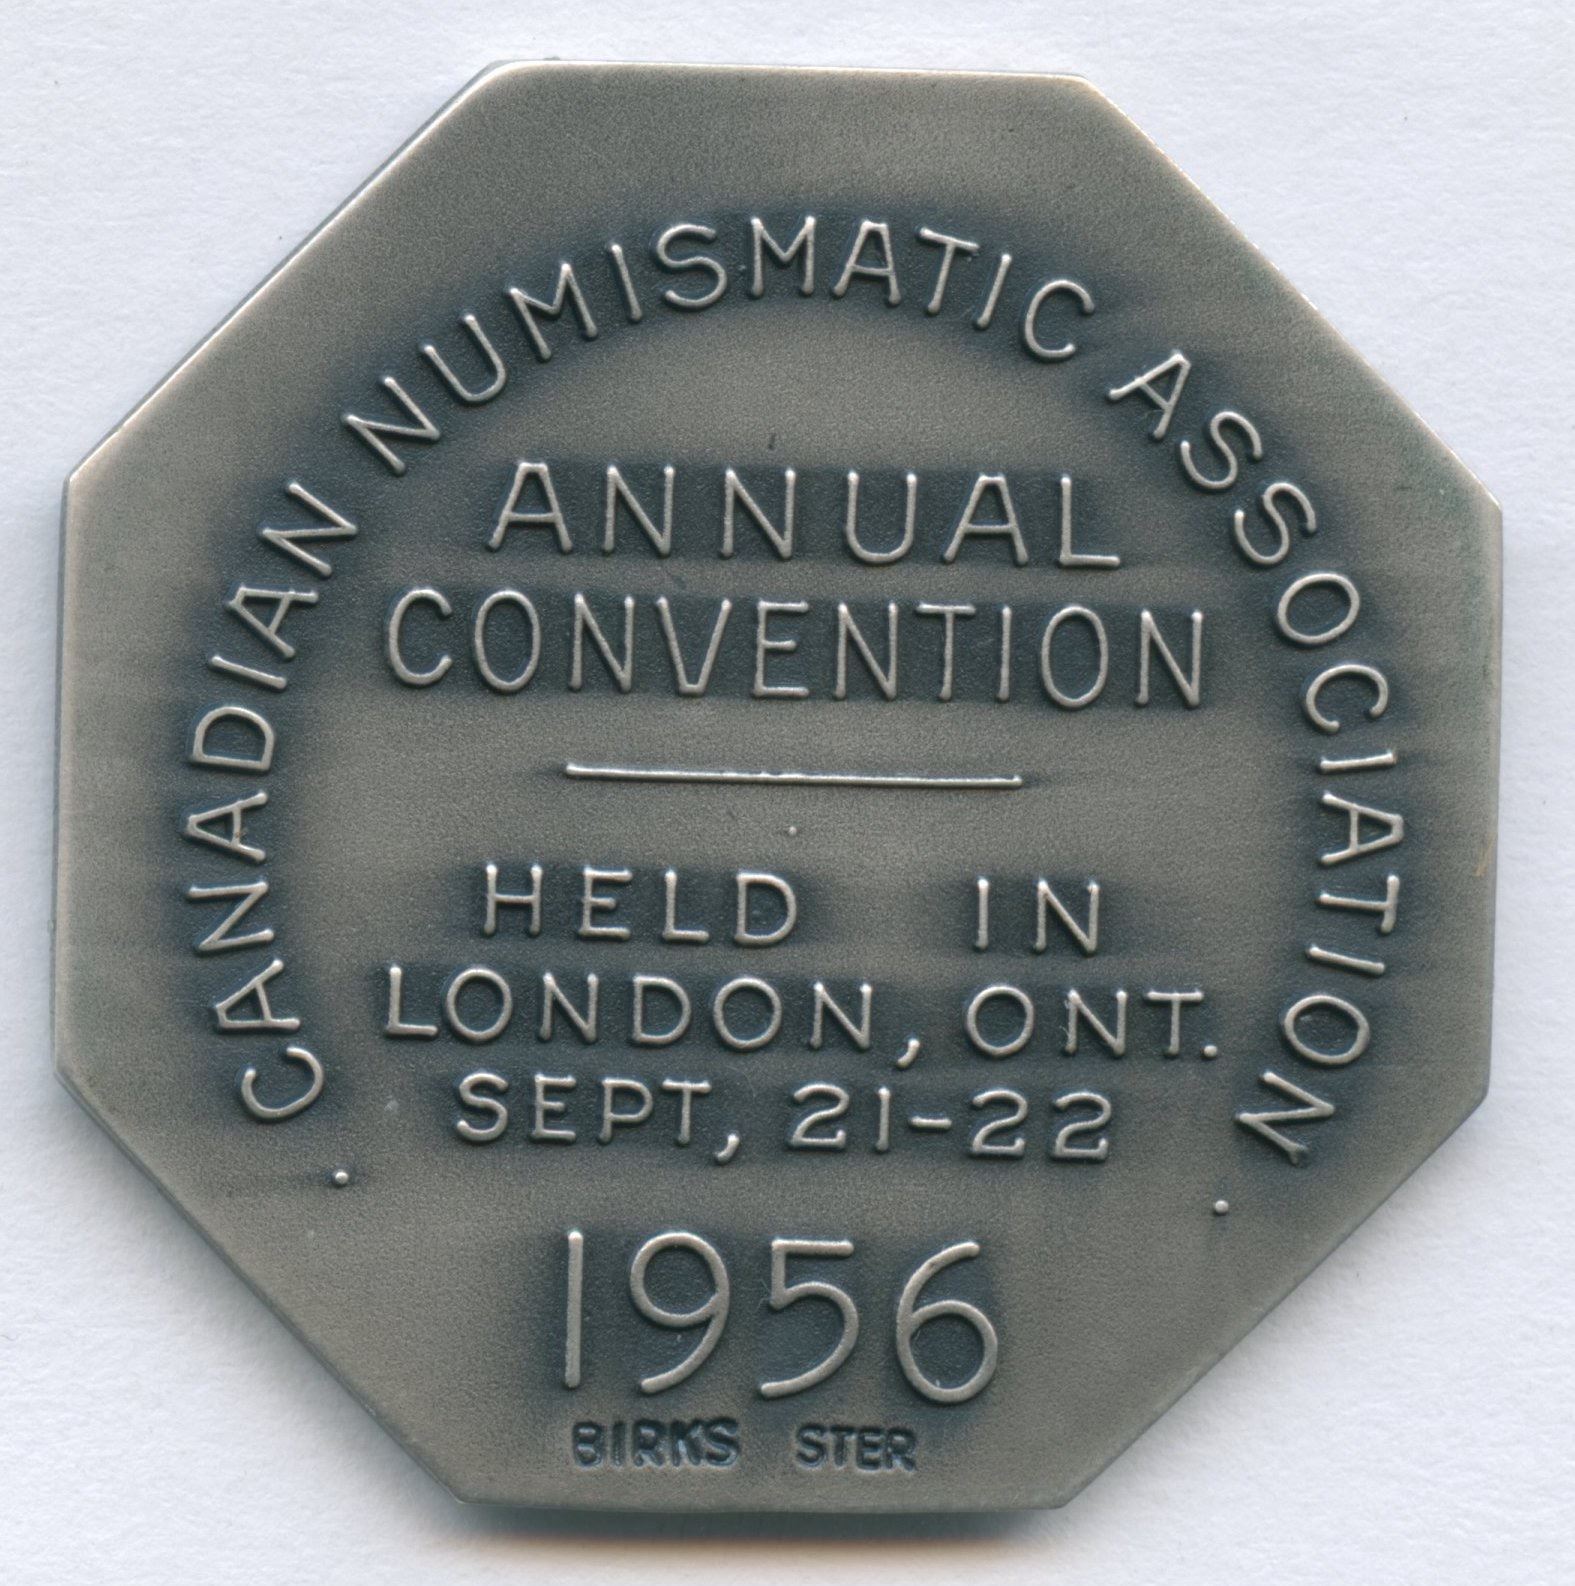 CANADIAN NUMISMATIC ASSOCIATION
ANNUAL
CONVENTION
HELD IN
LONDON, ONT.
SEPT, 21-22
1956
BIRKS STER